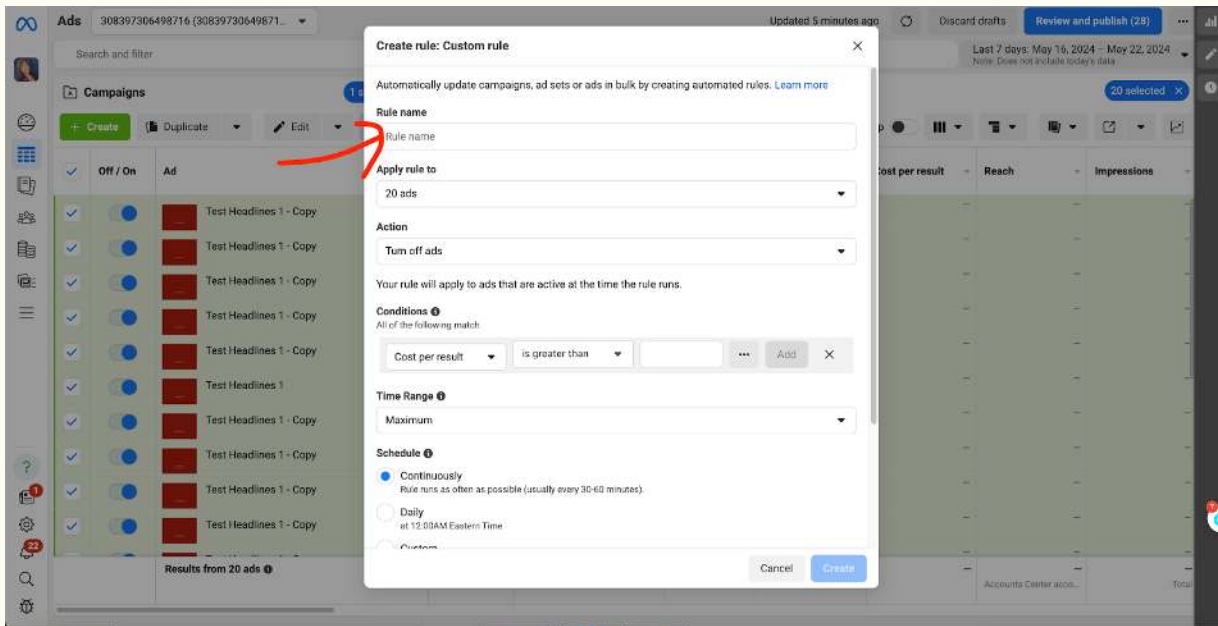 Ads
308397306498716 (30839730649871...
Updated 5 minutes ago
Discard drafts
Review and publish (28)
Search and filter
Last 7 days: May 16, 2024 – May 22, 2024
Note: Does not include today's data
Campaigns
20 selected
+ Create
Duplicate
Edit
Off / On
Ad
Cost per result
Reach
Impressions
Test Headlines 1 - Copy
Test Headlines 1 - Copy
Test Headlines 1 - Copy
Test Headlines 1 - Copy
Test Headlines 1 - Copy
Test Headlines 1
Test Headlines 1 - Copy
Test Headlines 1 - Copy
Test Headlines 1 - Copy
Test Headlines 1 - Copy
Results from 20 ads
Accounts Center acco...
Total
22
Create rule: Custom rule
Automatically update campaigns, ad sets or ads in bulk by creating automated rules. Learn more
Rule name
Rule name
Apply rule to
20 ads
Action
Turn off ads
Your rule will apply to ads that are active at the time the rule runs.
Conditions
All of the following match
Cost per result
is greater than
Add
Time Range
Maximum
Schedule
Continuously
Rule runs as often as possible (usually every 30-60 minutes).
Daily
at 12:00AM Eastern Time
Custom
Cancel
Create